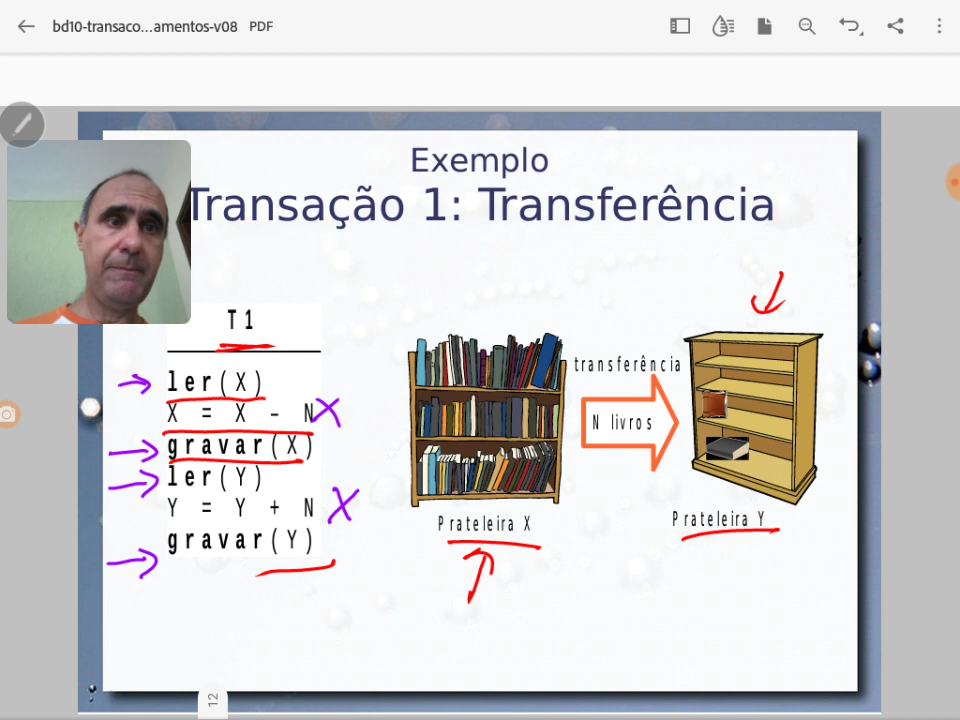 bd10-transaco...amentos-v08 PDF
Exemplo
Transação 1: Transferência
T1
ler(X)
X = X - N
gravar(X)
ler(Y)
Y = Y + N
gravar(Y)
transferência
N livros
Prateleira X
Prateleira Y
12